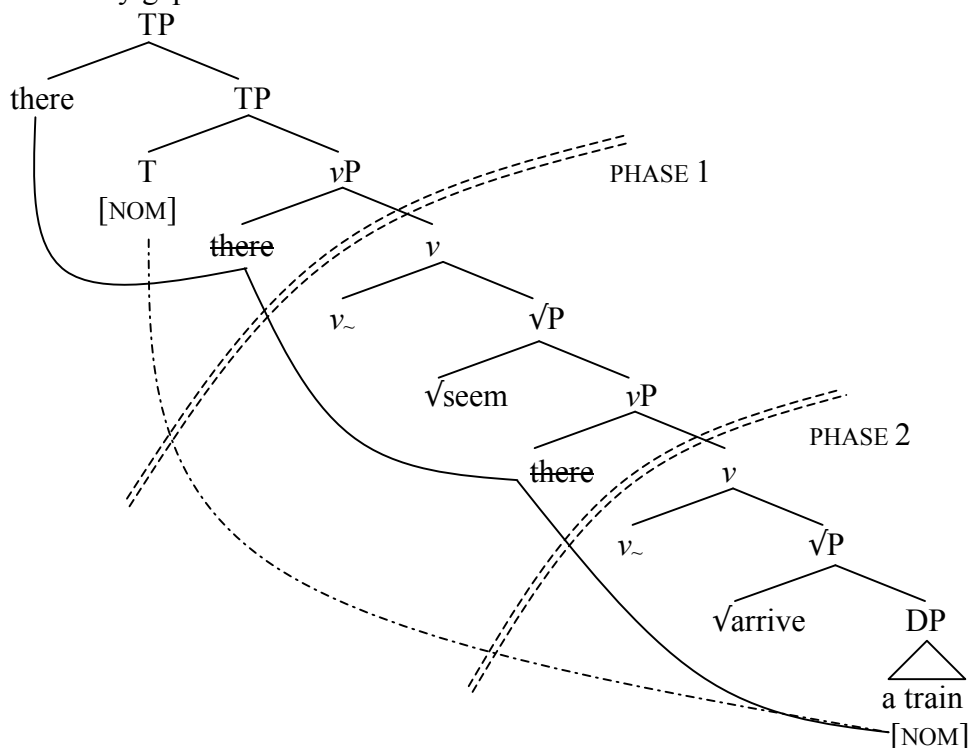 TP
there TP
T vP PHASE 1
[NOM]
there v
v~ √P
√seem vP
PHASE 2
there v
v~ √P
√arrive DP
a train
[NOM]